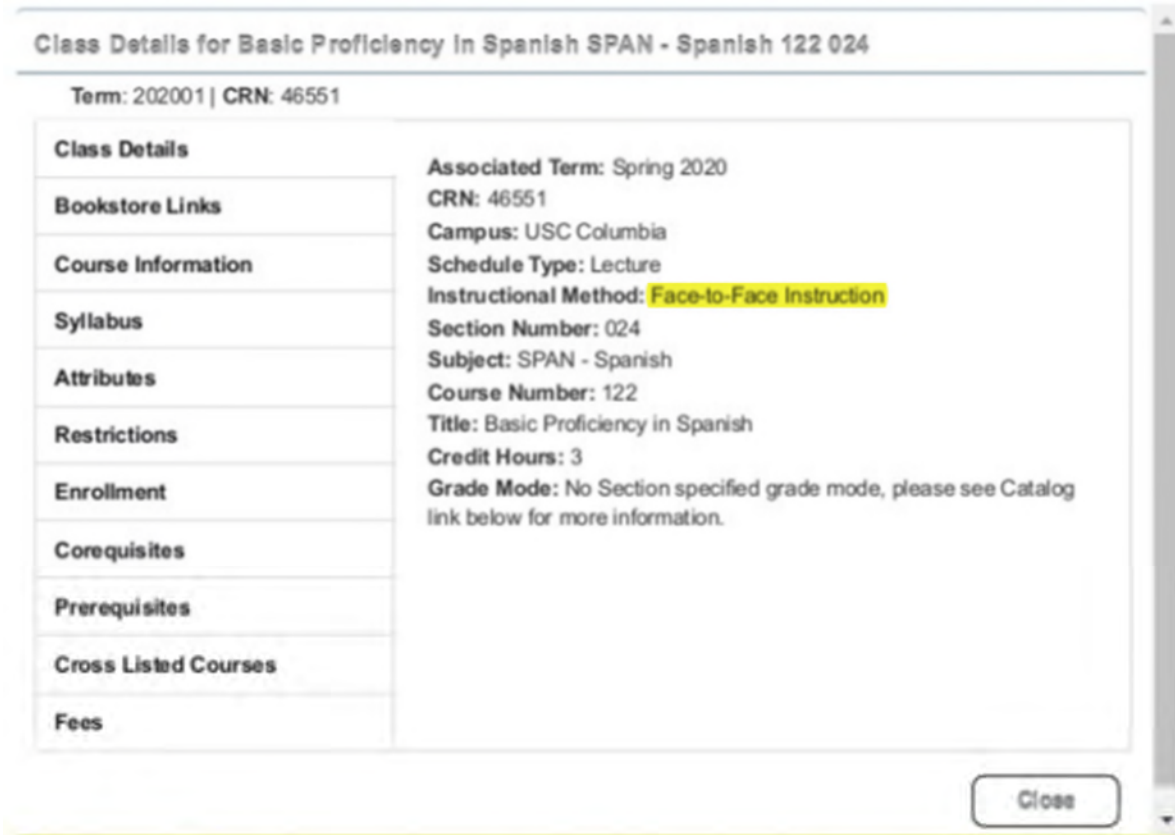 Class Details for Basic Proficiency in Spanish SPAN - Spanish 122 024
Term: 202001 | CRN: 46551
Class Details
Bookstore Links
Course Information
Syllabus
Attributes
Restrictions
Enrollment
Corequisites
Prerequisites
Cross Listed Courses
Fees
Associated Term: Spring 2020
CRN: 46551
Campus: USC Columbia
Schedule Type: Lecture
Instructional Method: Face-to-Face Instruction
Section Number: 024
Subject: SPAN - Spanish
Course Number: 122
Title: Basic Proficiency in Spanish
Credit Hours: 3
Grade Mode: No Section specified grade mode, please see Catalog
link below for more information.
Close